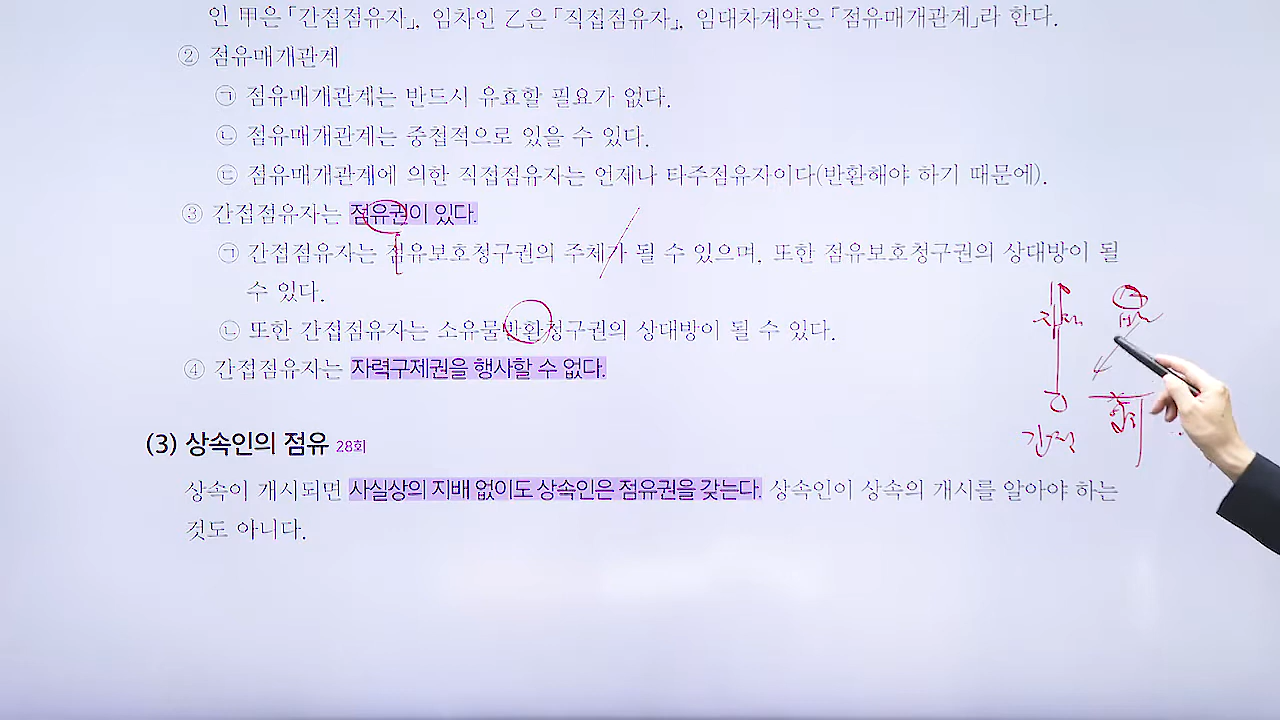 인 甲은 「간접점유자」, 임차인 乙은 「직접점유자」, 임대차계약은 「점유매개관계」라 한다.
② 점유매개관계
㉠ 점유매개관계는 반드시 유효할 필요가 없다.
㉡ 점유매개관계는 중첩적으로 있을 수 있다.
㉢ 점유매개관계에 의한 직접점유자는 언제나 타주점유자이다(반환해야 하기 때문에).
③ 간접점유자는 점유권이 있다.
㉠ 간접점유자는 점유보호청구권의 주체가 될 수 있으며, 또한 점유보호청구권의 상대방이 될
수 있다.
㉡ 또한 간접점유자는 소유물반환청구권의 상대방이 될 수 있다.
④ 간접점유자는 자력구제권을 행사할 수 없다.
간접
(3) 상속인의 점유 28회
상속이 개시되면 사실상의 지배 없이도 상속인은 점유권을 갖는다. 상속인이 상속의 개시를 알아야 하는
것도 아니다.